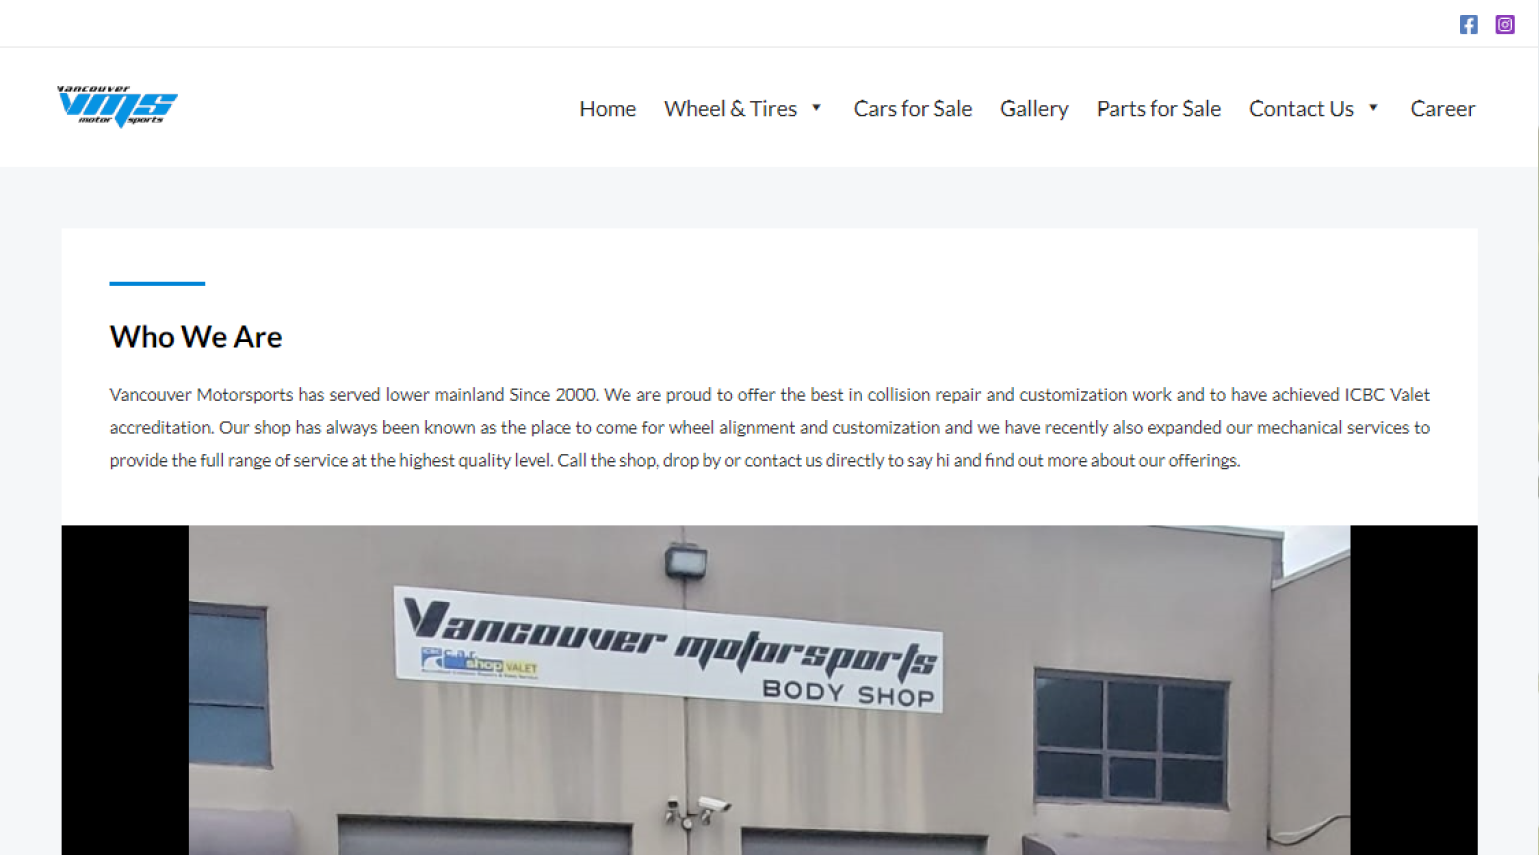 vancouver
vms
motor sports
Home Wheel & Tires Cars for Sale Gallery Parts for Sale Contact Us Career
Who We Are
Vancouver Motorsports has served lower mainland Since 2000. We are proud to offer the best in collision repair and customization work and to have achieved ICBC Valet
accreditation. Our shop has always been known as the place to come for wheel alignment and customization and we have recently also expanded our mechanical services to
provide the full range of service at the highest quality level. Call the shop, drop by or contact us directly to say hi and find out more about our offerings.
Vancouver motorsports
ICBC c.a.r.
shop VALET
BODY SHOP